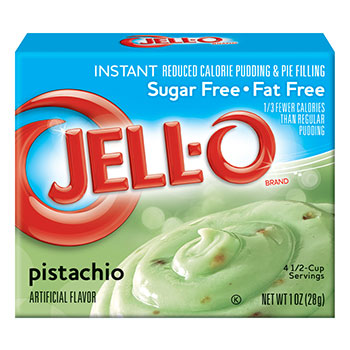 INSTANT REDUCED CALORIE PUDDING & PIE FILLING
Sugar Free • Fat Free
1/3 FEWER CALORIES
THAN REGULAR
PUDDING
JELL-O
BRAND
pistachio
ARTIFICIAL FLAVOR
4 1/2-Cup
Servings
K
NET WT 1 OZ (28g)